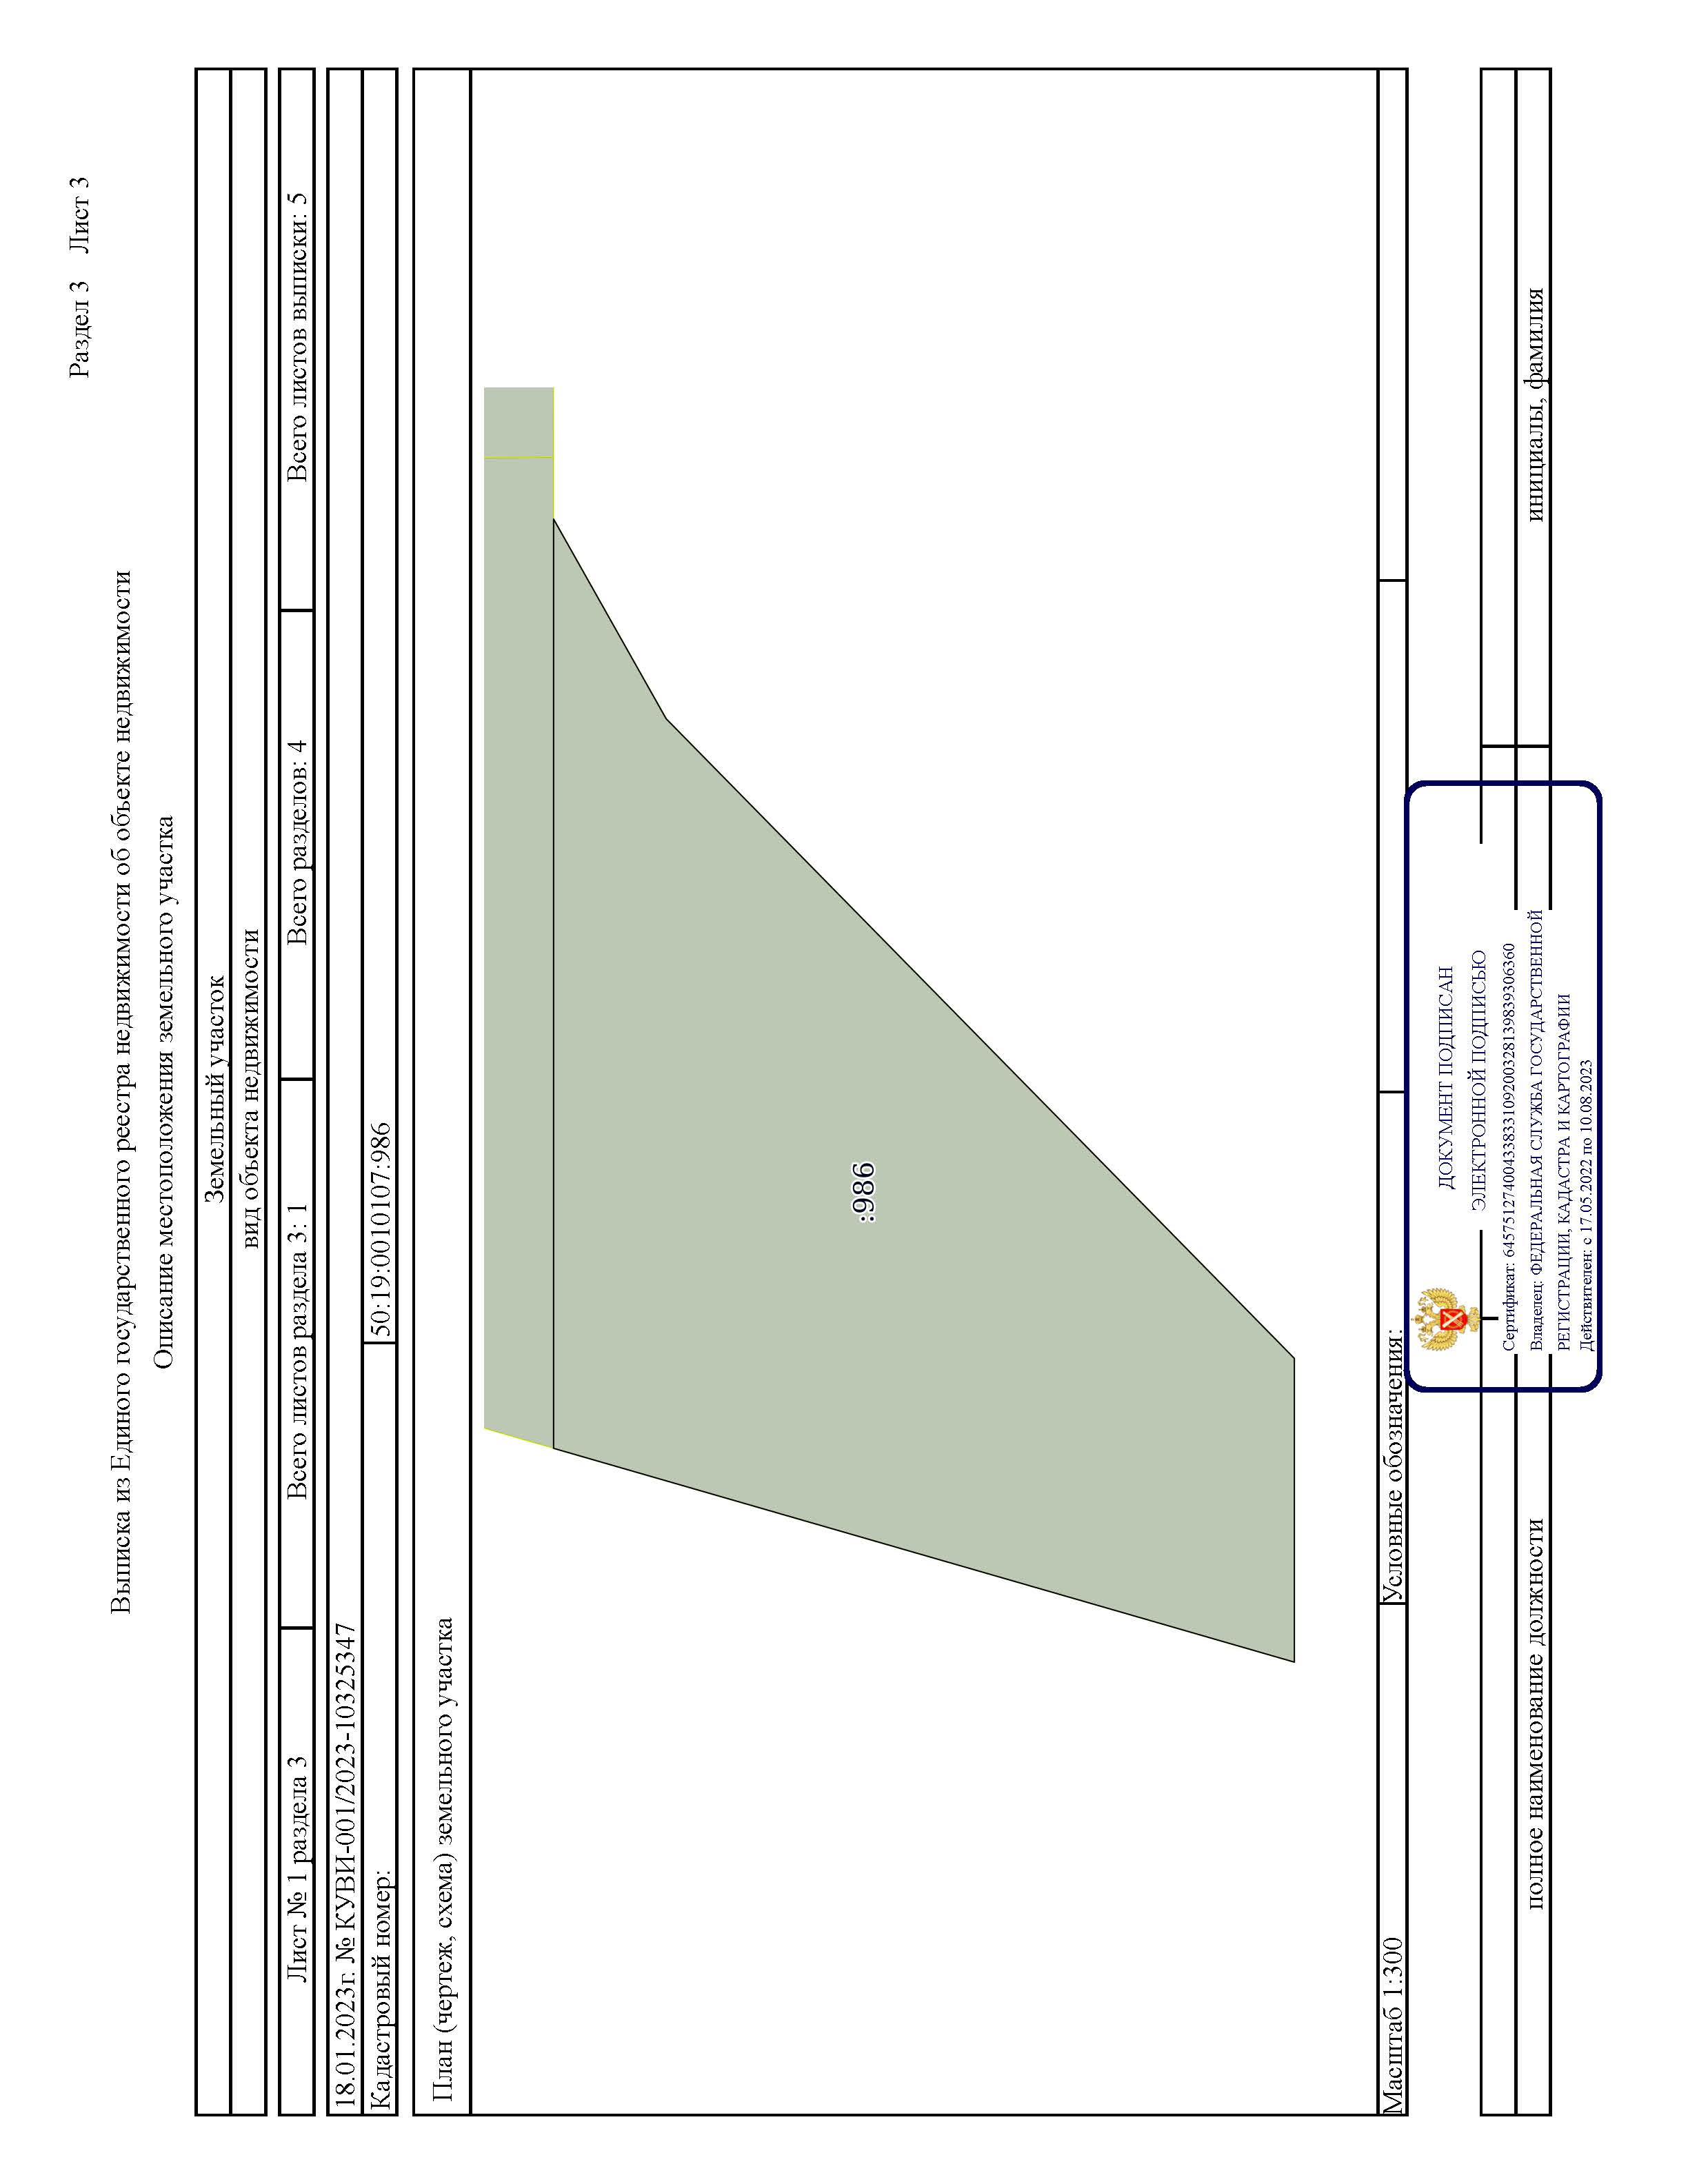 Раздел 3 Лист 3
Выписка из Единого государственного реестра недвижимости об объекте недвижимости
Описание местоположения земельного участка
Земельный участок
вид объекта недвижимости
Лист № 1 раздела 3 Всего листов раздела 3: 1 Всего разделов: 4 Всего листов выписки: 5
18.01.2023г. № КУВИ-001/2023-10325347
Кадастровый номер: 50:19:0010107:986
План (чертеж, схема) земельного участка
:986
Масштаб 1:300 Условные обозначения:
ДОКУМЕНТ ПОДПИСАН
ЭЛЕКТРОННОЙ ПОДПИСЬЮ
Сертификат: 64575127400433833109200328139839306360
Владелец: ФЕДЕРАЛЬНАЯ СЛУЖБА ГОСУДАРСТВЕННОЙ
РЕГИСТРАЦИИ, КАДАСТРА И КАРТОГРАФИИ
Действителен: с 17.05.2022 по 10.08.2023
полное наименование должности инициалы, фамилия